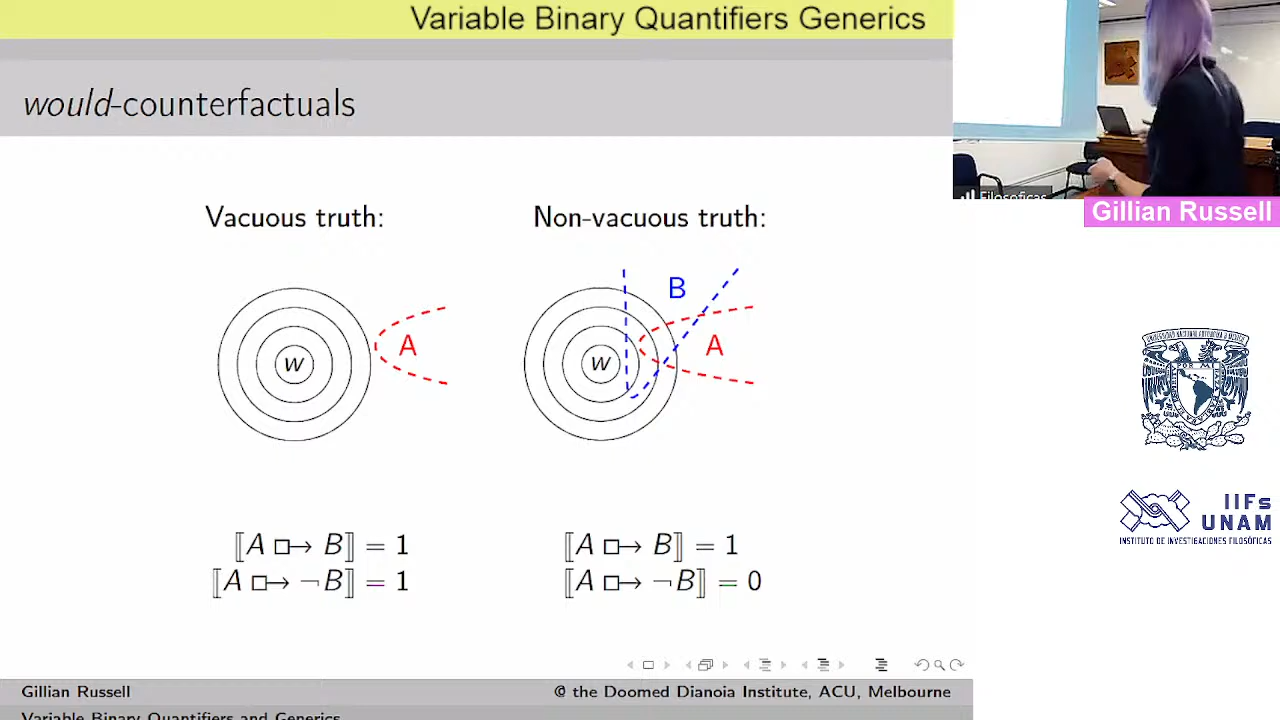 Variable Binary Quantifiers Generics
would-counterfactuals
Filosoficas
Gillian Russell
Vacuous truth:
Non-vacuous truth:
w
A
w
B
A
⟦A □→ B⟧ = 1
⟦A □→ ¬B⟧ = 1
⟦A □→ B⟧ = 1
⟦A □→ ¬B⟧ = 0
IIFs
UNAM
INSTITUTO DE INVESTIGACIONES FILOSÓFICAS
Gillian Russell
@ the Doomed Dianoia Institute, ACU, Melbourne
Variable Binary Quantifiers and Generics